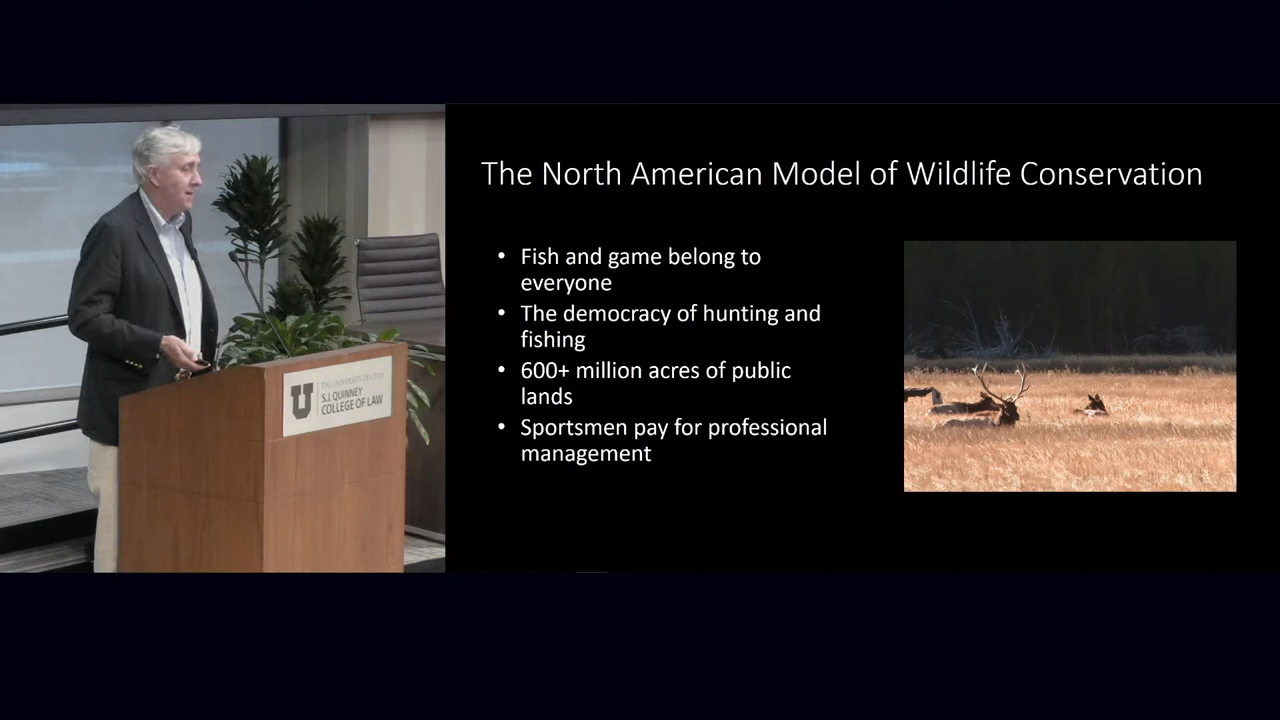 The North American Model of Wildlife Conservation
• Fish and game belong to
everyone
• The democracy of hunting and
fishing
• 600+ million acres of public
lands
• Sportsmen pay for professional
management
U
THE UNIVERSITY OF UTAH
S.J. QUINNEY
COLLEGE OF LAW